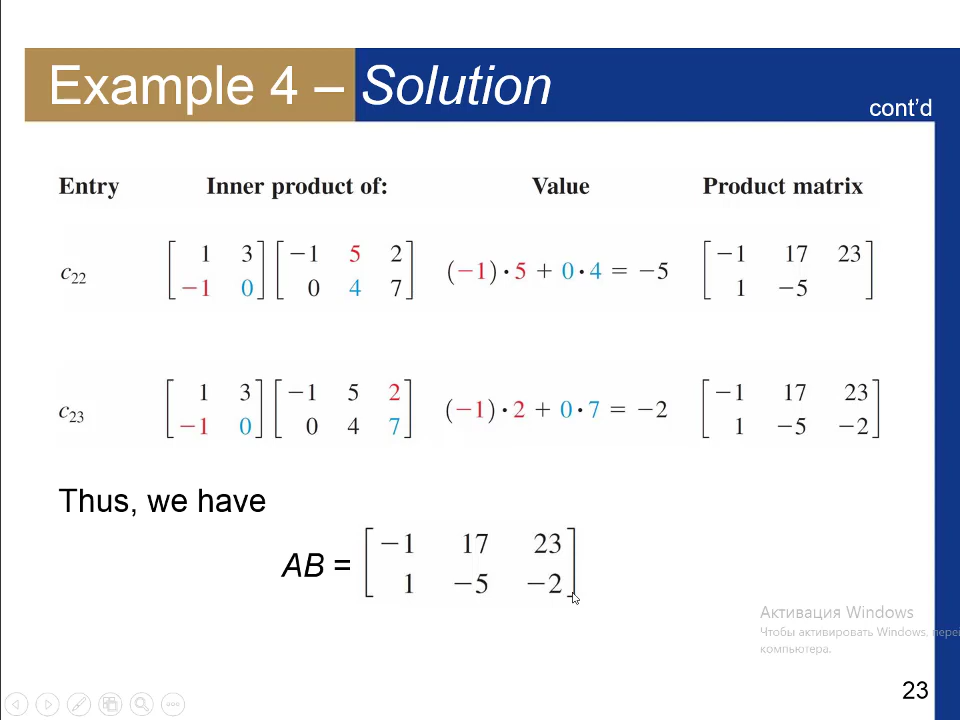 Example 4 – Solution
cont’d
Entry Inner product of: Value Product matrix
c₂₂ [1 3; −1 0] [−1 5 2; 0 4 7] (−1) · 5 + 0 · 4 = −5 [−1 17 23; 1 −5]
c₂₃ [1 3; −1 0] [−1 5 2; 0 4 7] (−1) · 2 + 0 · 7 = −2 [−1 17 23; 1 −5 −2]
Thus, we have
AB = [−1 17 23; 1 −5 −2]
Активация Windows
Чтобы активировать Windows, пере
компьютера.
23